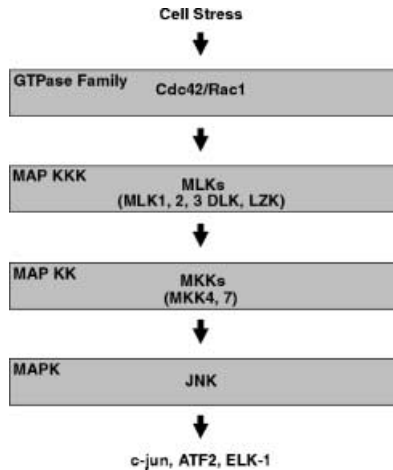 Cell Stress
GTPase Family
Cdc42/Rac1
MAP KKK
MLKs
(MLK1, 2, 3 DLK, LZK)
MAP KK
MKKs
(MKK4, 7)
MAPK
JNK
c-jun, ATF2, ELK-1